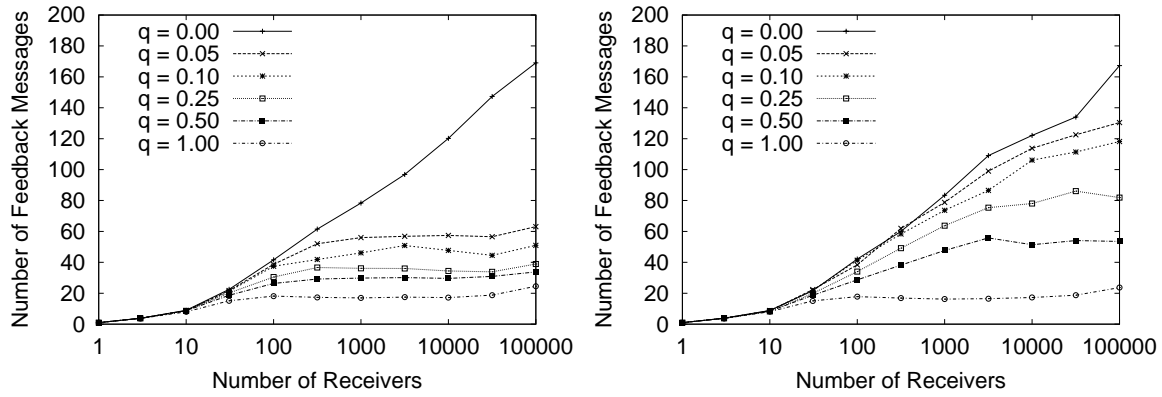 Number of Feedback Messages
200
180
160
140
120
100
80
60
40
20
0
q = 0.00
q = 0.05
q = 0.10
q = 0.25
q = 0.50
q = 1.00
1 10 100 1000 10000 100000
Number of Receivers
Number of Feedback Messages
200
180
160
140
120
100
80
60
40
20
0
q = 0.00
q = 0.05
q = 0.10
q = 0.25
q = 0.50
q = 1.00
1 10 100 1000 10000 100000
Number of Receivers